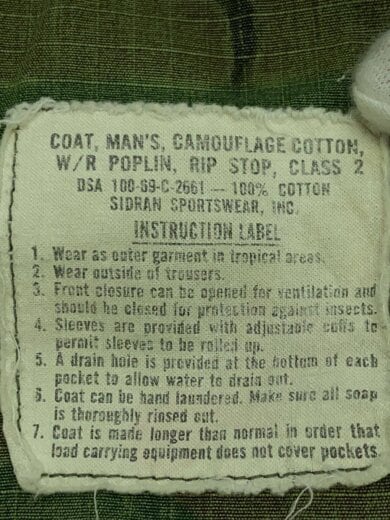 COAT, MAN'S, CAMOUFLAGE COTTON,
W/R POPLIN, RIP STOP, CLASS 2
DSA 100-69-C-2661 — 100% COTTON
SIDRAN SPORTSWEAR, INC.
INSTRUCTION LABEL
1. Wear as outer garment in tropical areas.
2. Wear outside of trousers.
3. Front closure can be opened for ventilation and
should be closed for protection against insects.
4. Sleeves are provided with adjustable cuffs to
permit sleeves to be rolled up.
5. A drain hole is provided at the bottom of each
pocket to allow water to drain out.
6. Coat can be hand laundered. Make sure all soap
is thoroughly rinsed out.
7. Coat is made longer than normal in order that
load carrying equipment does not cover pockets.